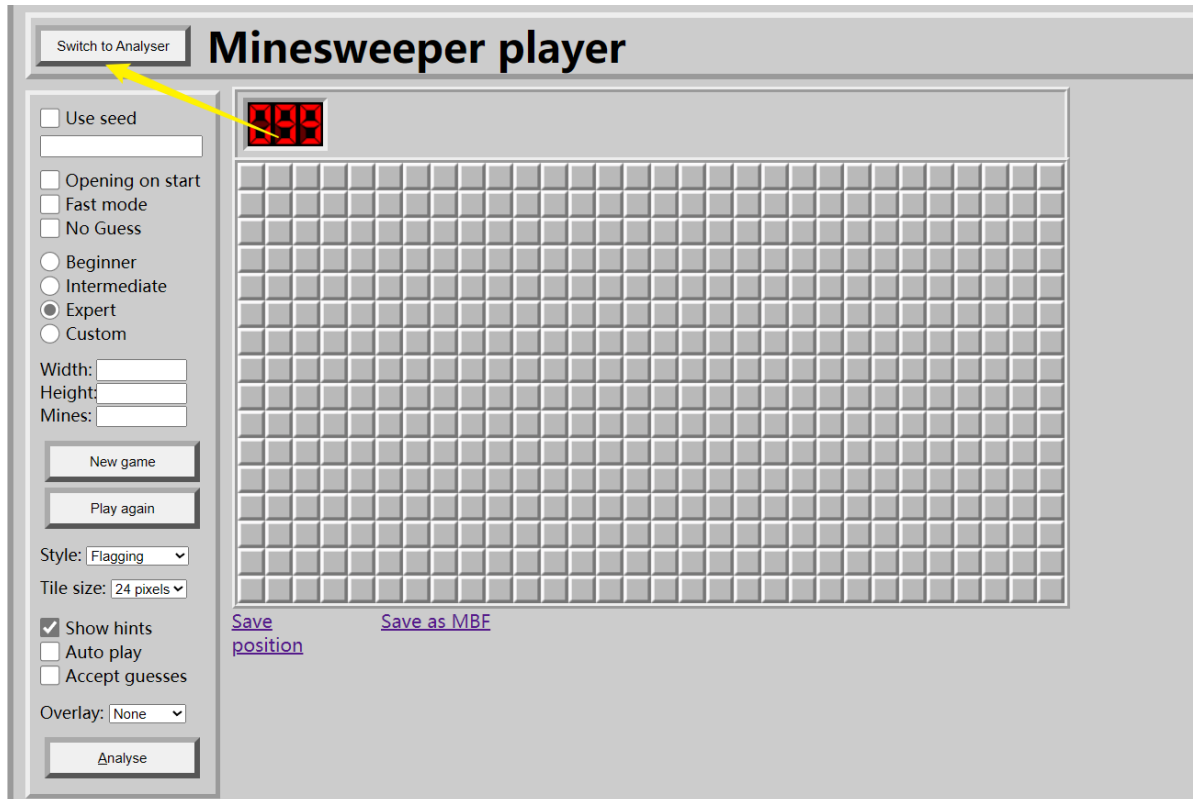 Switch to Analyser
Minesweeper player
Use seed
Opening on start
Fast mode
No Guess
Beginner
Intermediate
Expert
Custom
Width:
Height:
Mines:
New game
Play again
Style: Flagging
Tile size: 24 pixels
Show hints
Auto play
Accept guesses
Overlay: None
Analyse
099
Save position
Save as MBF